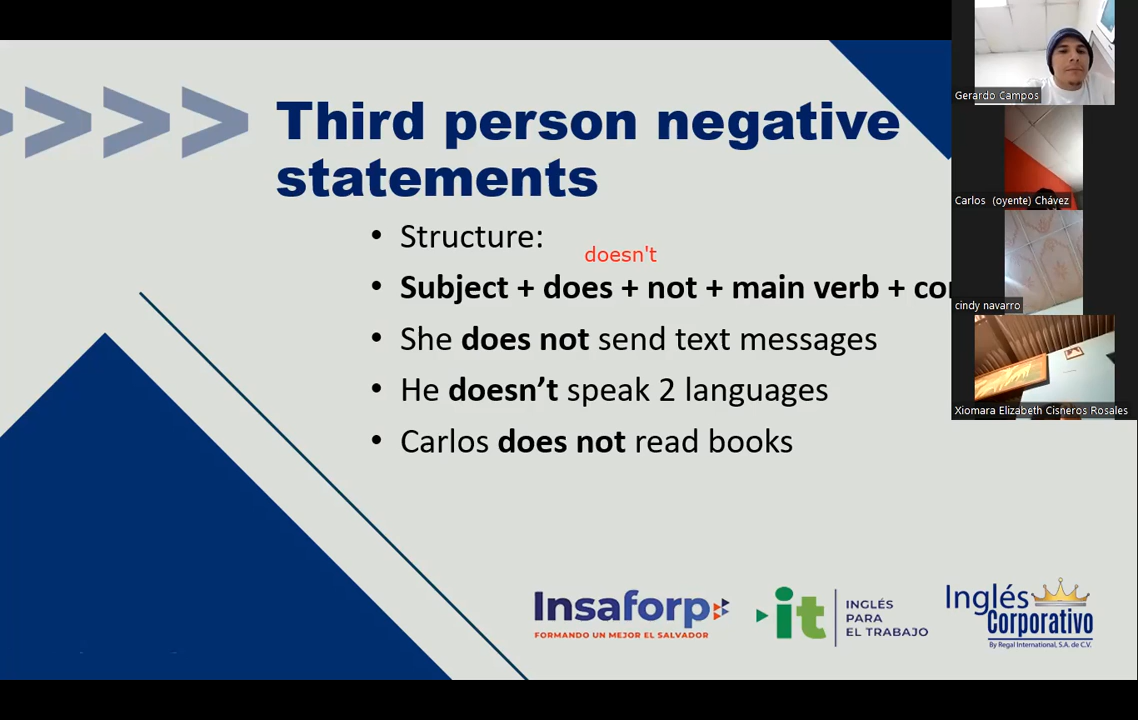 Third person negative
statements
• Structure:
doesn't
• Subject + does + not + main verb +
• She does not send text messages
• He doesn’t speak 2 languages
• Carlos does not read books
Insaforp
FORMANDO UN MEJOR EL SALVADOR
it
INGLÉS
PARA
EL TRABAJO
Inglés
Corporativo
By Regal International, S.A. de C.V.
Gerardo Campos
Carlos (oyente) Chávez
cindy navarro
Xiomara Elizabeth Cisneros Rosales